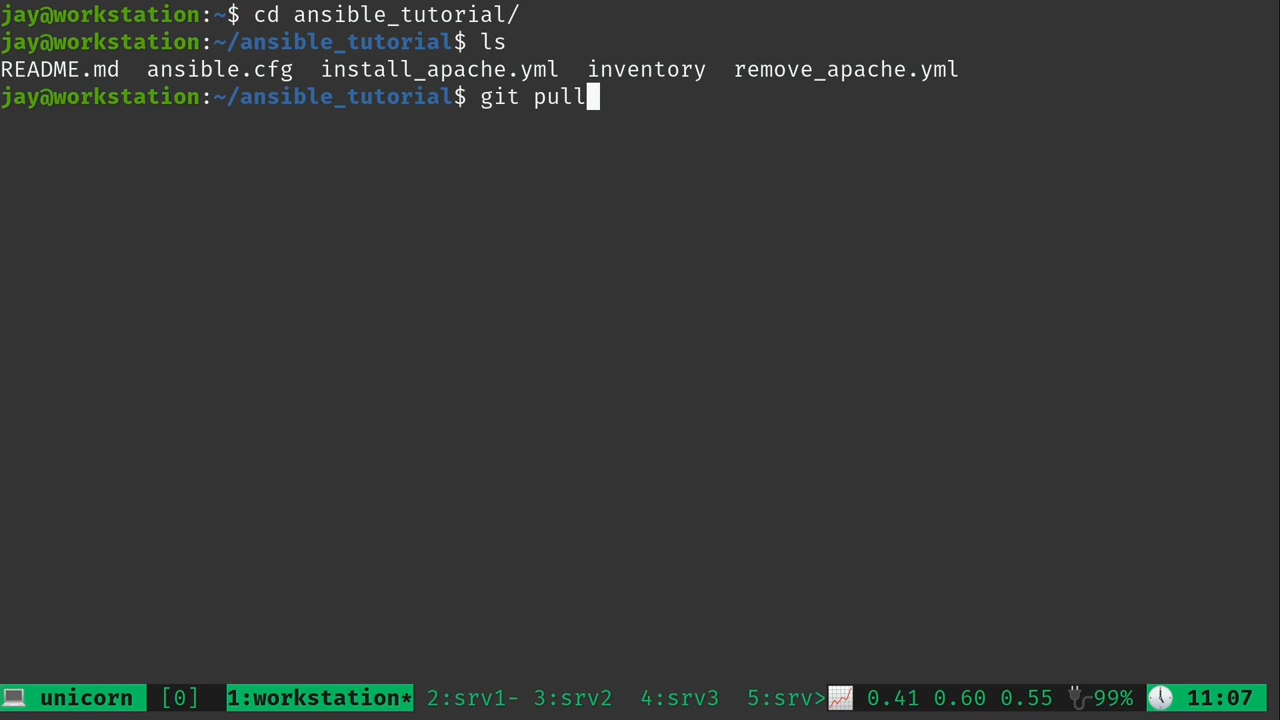 jay@workstation:~$ cd ansible_tutorial/
jay@workstation:~/ansible_tutorial$ ls
README.md  ansible.cfg  install_apache.yml  inventory  remove_apache.yml
jay@workstation:~/ansible_tutorial$ git pull
unicorn [0] 1:workstation* 2:srv1- 3:srv2 4:srv3 5:srv> 0.41 0.60 0.55 99% 11:07